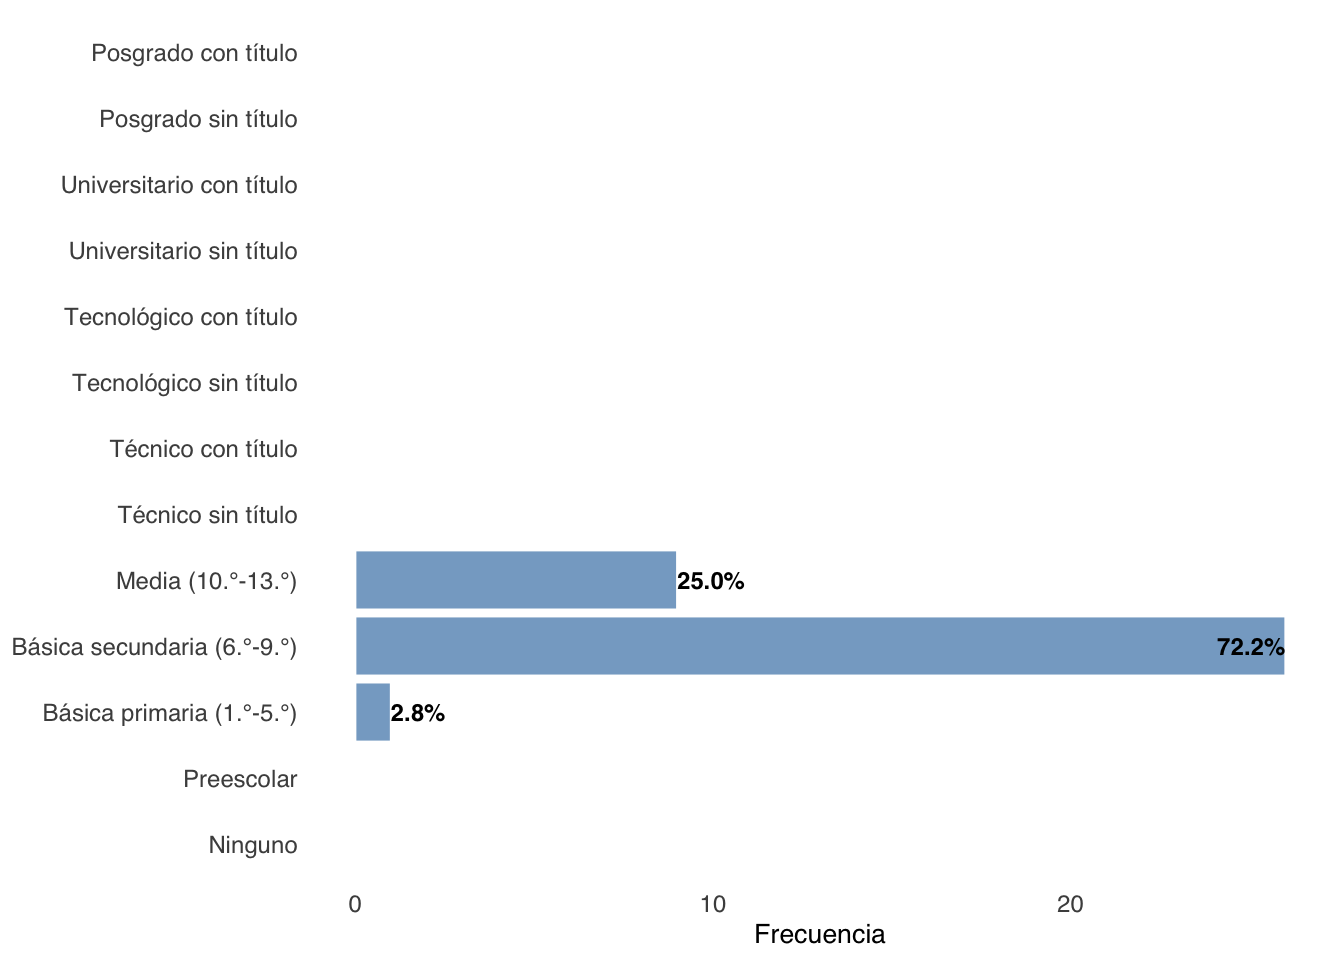 Posgrado con título
Posgrado sin título
Universitario con título
Universitario sin título
Tecnológico con título
Tecnológico sin título
Técnico con título
Técnico sin título
Media (10.°-13.°) 25.0%
Básica secundaria (6.°-9.°) 72.2%
Básica primaria (1.°-5.°) 2.8%
Preescolar
Ninguno
0 10 20
Frecuencia